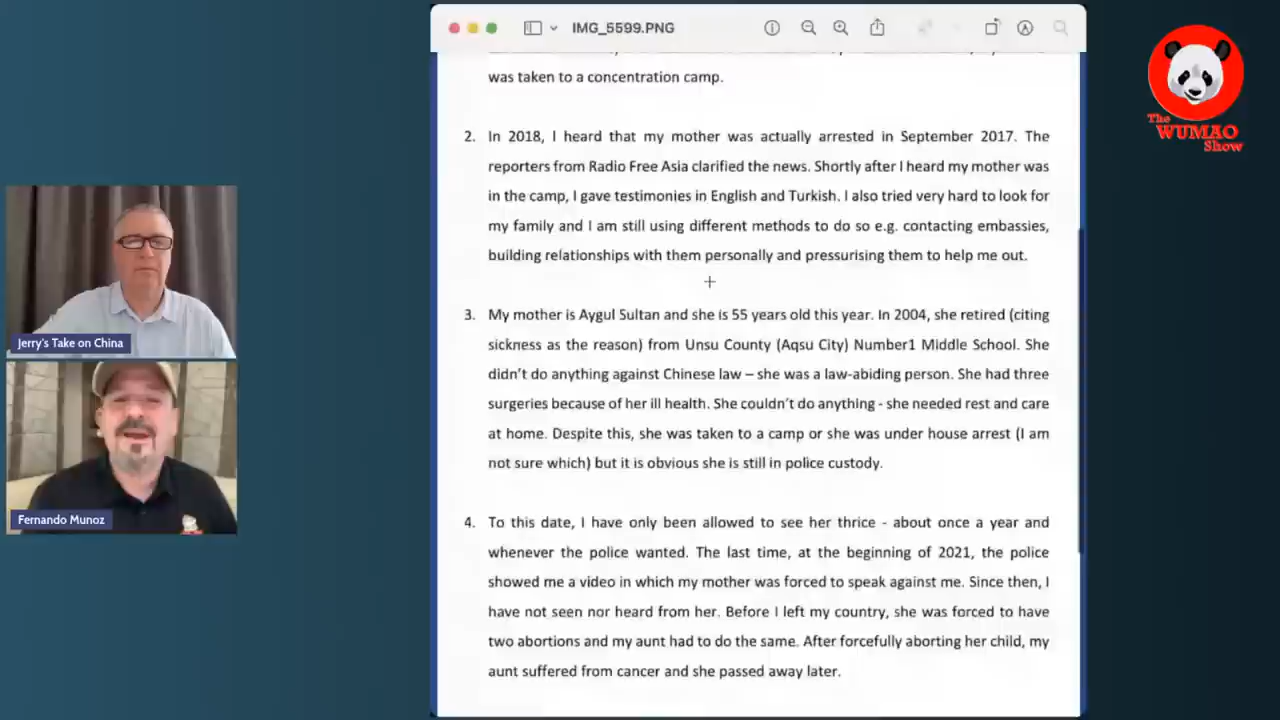 IMG_5599.PNG
was taken to a concentration camp.
2. In 2018, I heard that my mother was actually arrested in September 2017. The
reporters from Radio Free Asia clarified the news. Shortly after I heard my mother was
in the camp, I gave testimonies in English and Turkish. I also tried very hard to look for
my family and I am still using different methods to do so e.g. contacting embassies,
building relationships with them personally and pressurising them to help me out.
3. My mother is Aygul Sultan and she is 55 years old this year. In 2004, she retired (citing
sickness as the reason) from Unsu County (Aqsu City) Number1 Middle School. She
didn't do anything against Chinese law – she was a law-abiding person. She had three
surgeries because of her ill health. She couldn't do anything - she needed rest and care
at home. Despite this, she was taken to a camp or she was under house arrest (I am
not sure which) but it is obvious she is still in police custody.
4. To this date, I have only been allowed to see her thrice - about once a year and
whenever the police wanted. The last time, at the beginning of 2021, the police
showed me a video in which my mother was forced to speak against me. Since then, I
have not seen nor heard from her. Before I left my country, she was forced to have
two abortions and my aunt had to do the same. After forcefully aborting her child, my
aunt suffered from cancer and she passed away later.
The
WUMAO
Show
Jerry's Take on China
Fernando Munoz